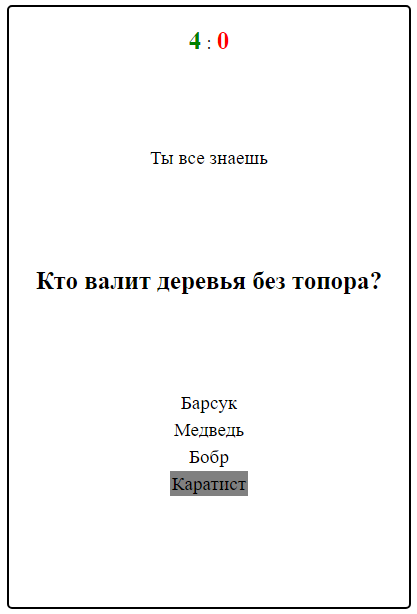 4 : 0
Ты все знаешь
Кто валит деревья без топора?
Барсук
Медведь
Бобр
Каратист